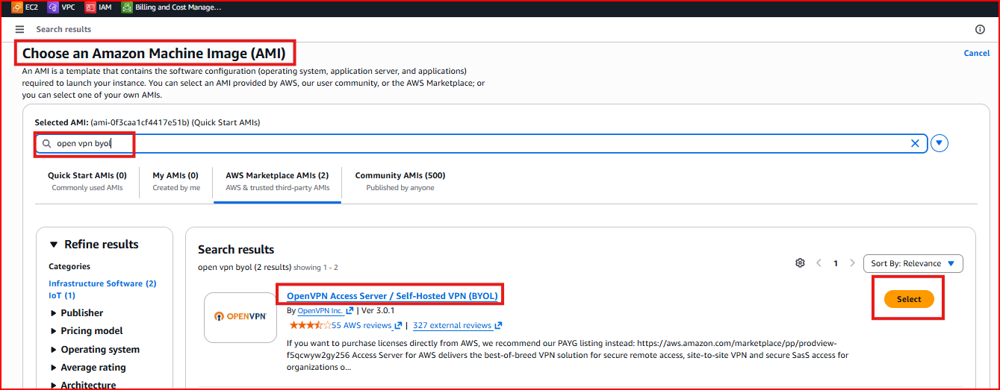 EC2 VPC IAM Billing and Cost Manage...
Search results
Choose an Amazon Machine Image (AMI)
Cancel
An AMI is a template that contains the software configuration (operating system, application server, and applications)
required to launch your instance. You can select an AMI provided by AWS, our user community, or the AWS Marketplace; or
you can select one of your own AMIs.
Selected AMI: (ami-0f3caa1cf4417e51b) (Quick Start AMIs)
open vpn byol
Quick Start AMIs (0)
Commonly used AMIs
My AMIs (0)
Created by me
AWS Marketplace AMIs (2)
AWS & trusted third-party AMIs
Community AMIs (500)
Published by anyone
Refine results
Categories
Infrastructure Software (2)
IoT (1)
Publisher
Pricing model
Operating system
Average rating
Architecture
Search results
open vpn byol (2 results) showing 1 - 2
1
Sort By: Relevance
OPENVPN
OpenVPN Access Server / Self-Hosted VPN (BYOL)
Select
By OpenVPN Inc. | Ver 3.0.1
55 AWS reviews | 327 external reviews
If you want to purchase licenses directly from AWS, we recommend our PAYG listing instead: https://aws.amazon.com/marketplace/pp/prodview-
f5qcwyw2gy256 Access Server for AWS delivers the best-of-breed VPN solution for secure remote access, site-to-site VPN and secure SasS access for
organizations o...